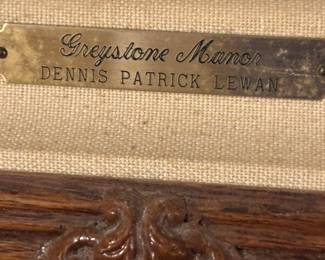 Greystone Manor
DENNIS PATRICK LEWAN